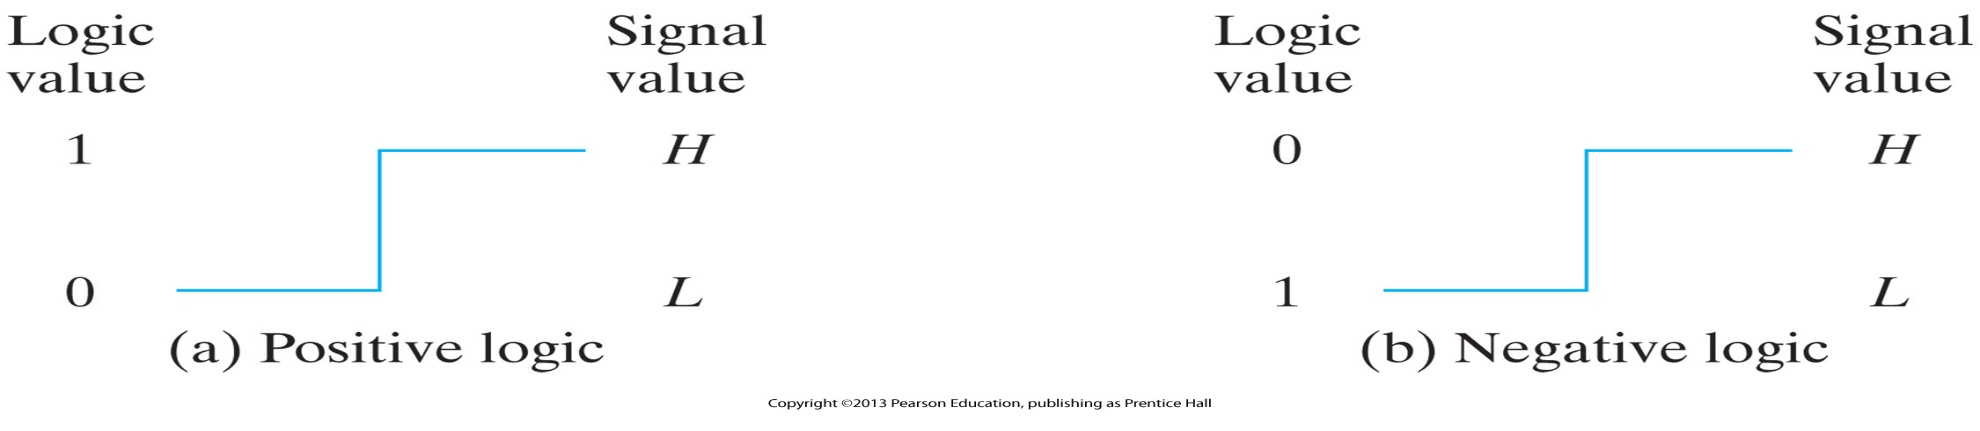 Logic
value
Signal
value
1
H
0
L
(a) Positive logic
Logic
value
Signal
value
0
H
1
L
(b) Negative logic
Copyright ©2013 Pearson Education, publishing as Prentice Hall